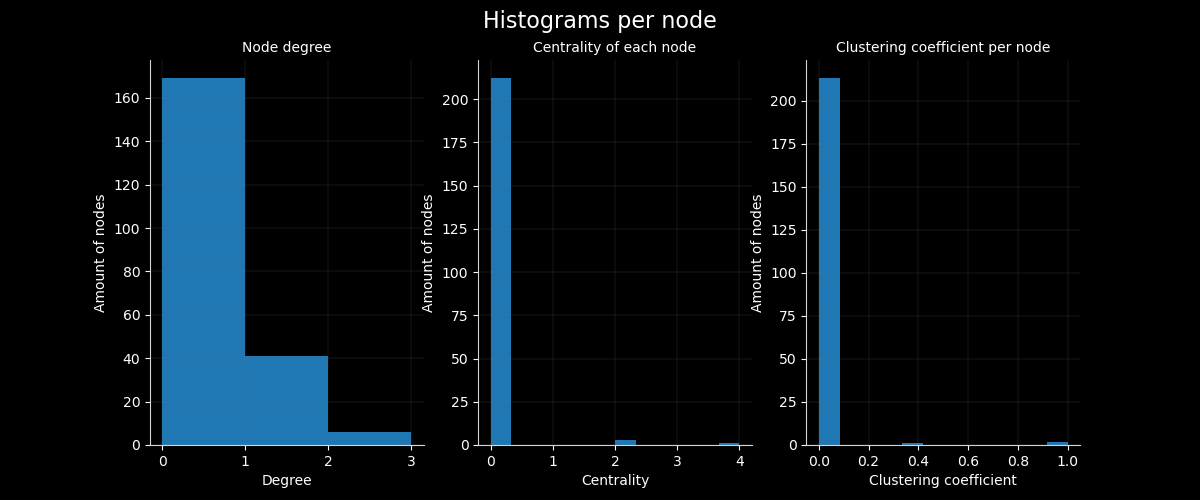 Histograms per node
Node degree
Amount of nodes
160
140
120
100
80
60
40
20
0
0 1 2 3
Degree
Centrality of each node
Amount of nodes
200
175
150
125
100
75
50
25
0
0 1 2 3 4
Centrality
Clustering coefficient per node
Amount of nodes
200
175
150
125
100
75
50
25
0
0.0 0.2 0.4 0.6 0.8 1.0
Clustering coefficient